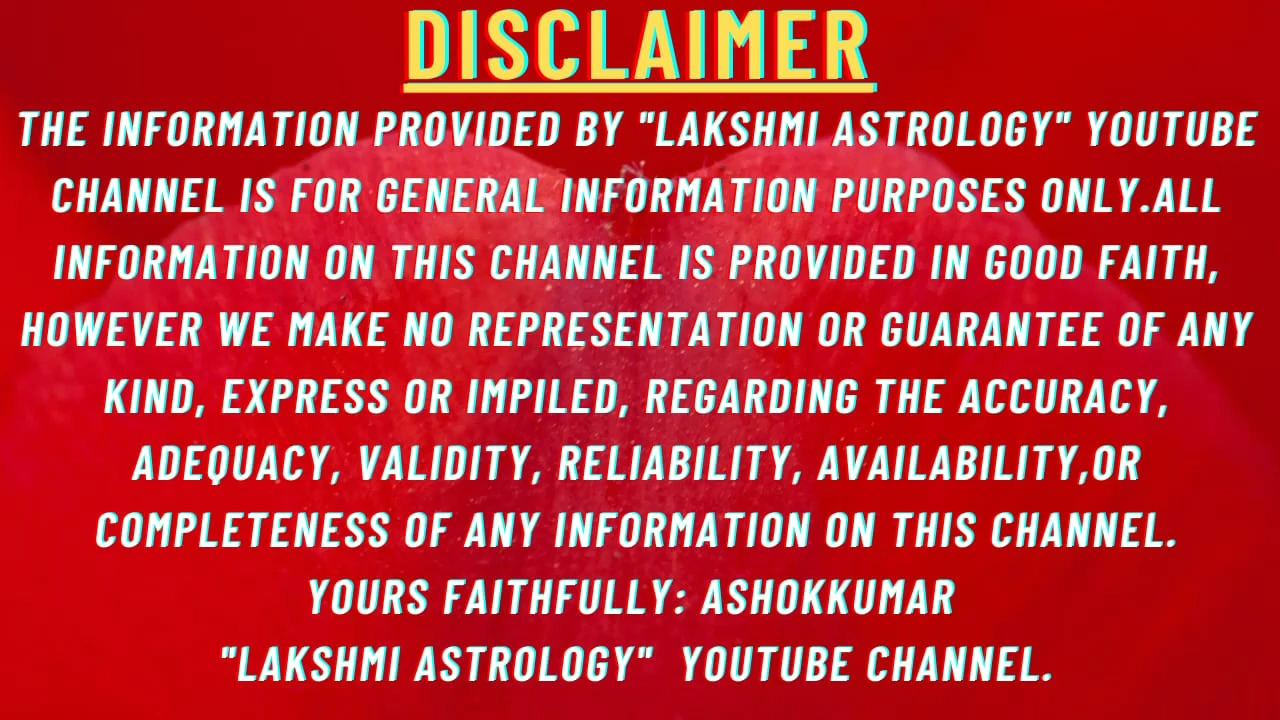 DISCLAIMER
THE INFORMATION PROVIDED BY "LAKSHMI ASTROLOGY" YOUTUBE
CHANNEL IS FOR GENERAL INFORMATION PURPOSES ONLY.ALL
INFORMATION ON THIS CHANNEL IS PROVIDED IN GOOD FAITH,
HOWEVER WE MAKE NO REPRESENTATION OR GUARANTEE OF ANY
KIND, EXPRESS OR IMPILED, REGARDING THE ACCURACY,
ADEQUACY, VALIDITY, RELIABILITY, AVAILABILITY,OR
COMPLETENESS OF ANY INFORMATION ON THIS CHANNEL.
YOURS FAITHFULLY: ASHOKKUMAR
"LAKSHMI ASTROLOGY" YOUTUBE CHANNEL.